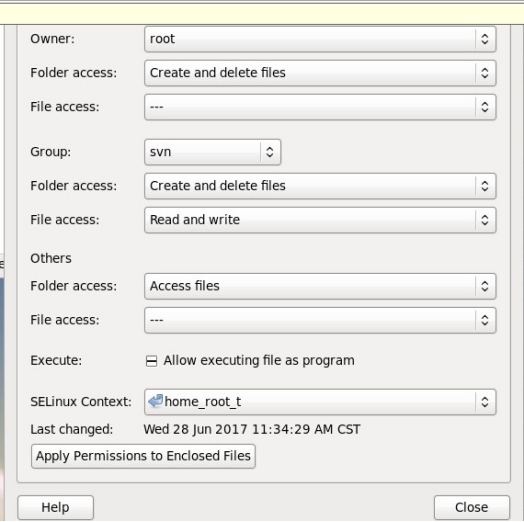 Owner: root
Folder access: Create and delete files
File access: ---
Group: svn
Folder access: Create and delete files
File access: Read and write
Others
Folder access: Access files
File access: ---
Execute: Allow executing file as program
SELinux Context: home_root_t
Last changed: Wed 28 Jun 2017 11:34:29 AM CST
Apply Permissions to Enclosed Files
Help Close